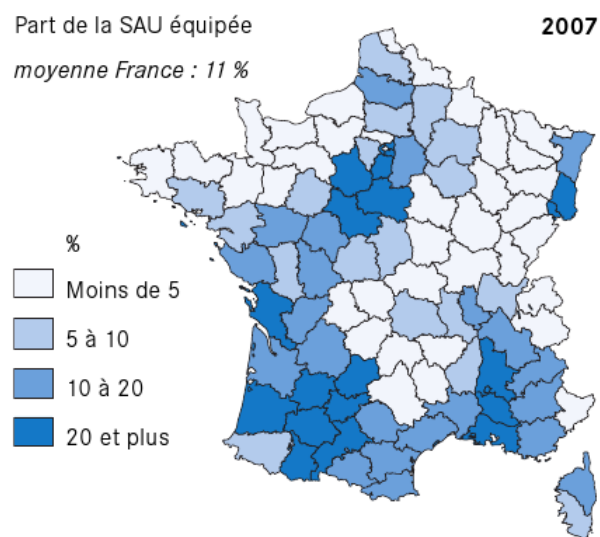 Part de la SAU équipée
2007
moyenne France : 11 %
%
Moins de 5
5 à 10
10 à 20
20 et plus